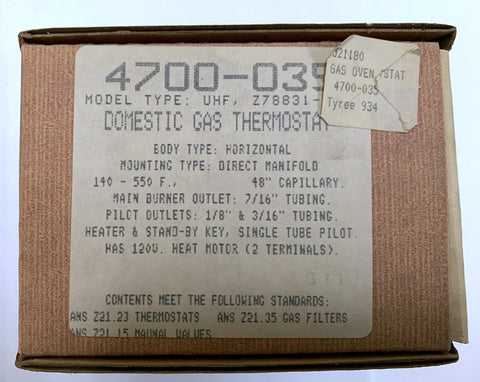 4700-035
MODEL TYPE: UHF, Z78831-
DOMESTIC GAS THERMOSTAT
BODY TYPE: HORIZONTAL
MOUNTING TYPE: DIRECT MANIFOLD
140 - 550 F., 48" CAPILLARY.
MAIN BURNER OUTLET: 7/16" TUBING.
PILOT OUTLETS: 1/8" & 3/16" TUBING.
HEATER & STAND-BY KEY, SINGLE TUBE PILOT.
HAS 120V. HEAT MOTOR (2 TERMINALS).
CONTENTS MEET THE FOLLOWING STANDARDS:
ANS Z21.23 THERMOSTATS ANS Z21.35 GAS FILTERS
ANS Z21.15 MAUNAL VALVES
021180
GAS OVEN TSTAT
4700-035
Tyree 934